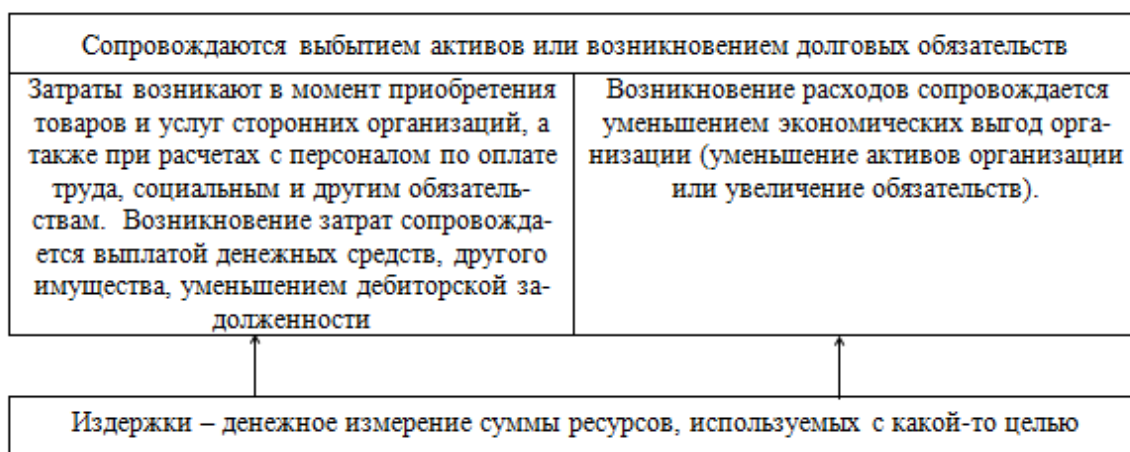 Сопровождаются выбытием активов или возникновением долговых обязательств
Затраты возникают в момент приобретения
товаров и услуг сторонних организаций, а
также при расчетах с персоналом по оплате
труда, социальным и другим обязатель-
ствам. Возникновение затрат сопровожда-
ется выплатой денежных средств, другого
имущества, уменьшением дебиторской за-
долженности
Возникновение расходов сопровождается
уменьшением экономических выгод орга-
низации (уменьшение активов организации
или увеличение обязательств).
Издержки – денежное измерение суммы ресурсов, используемых с какой-то целью